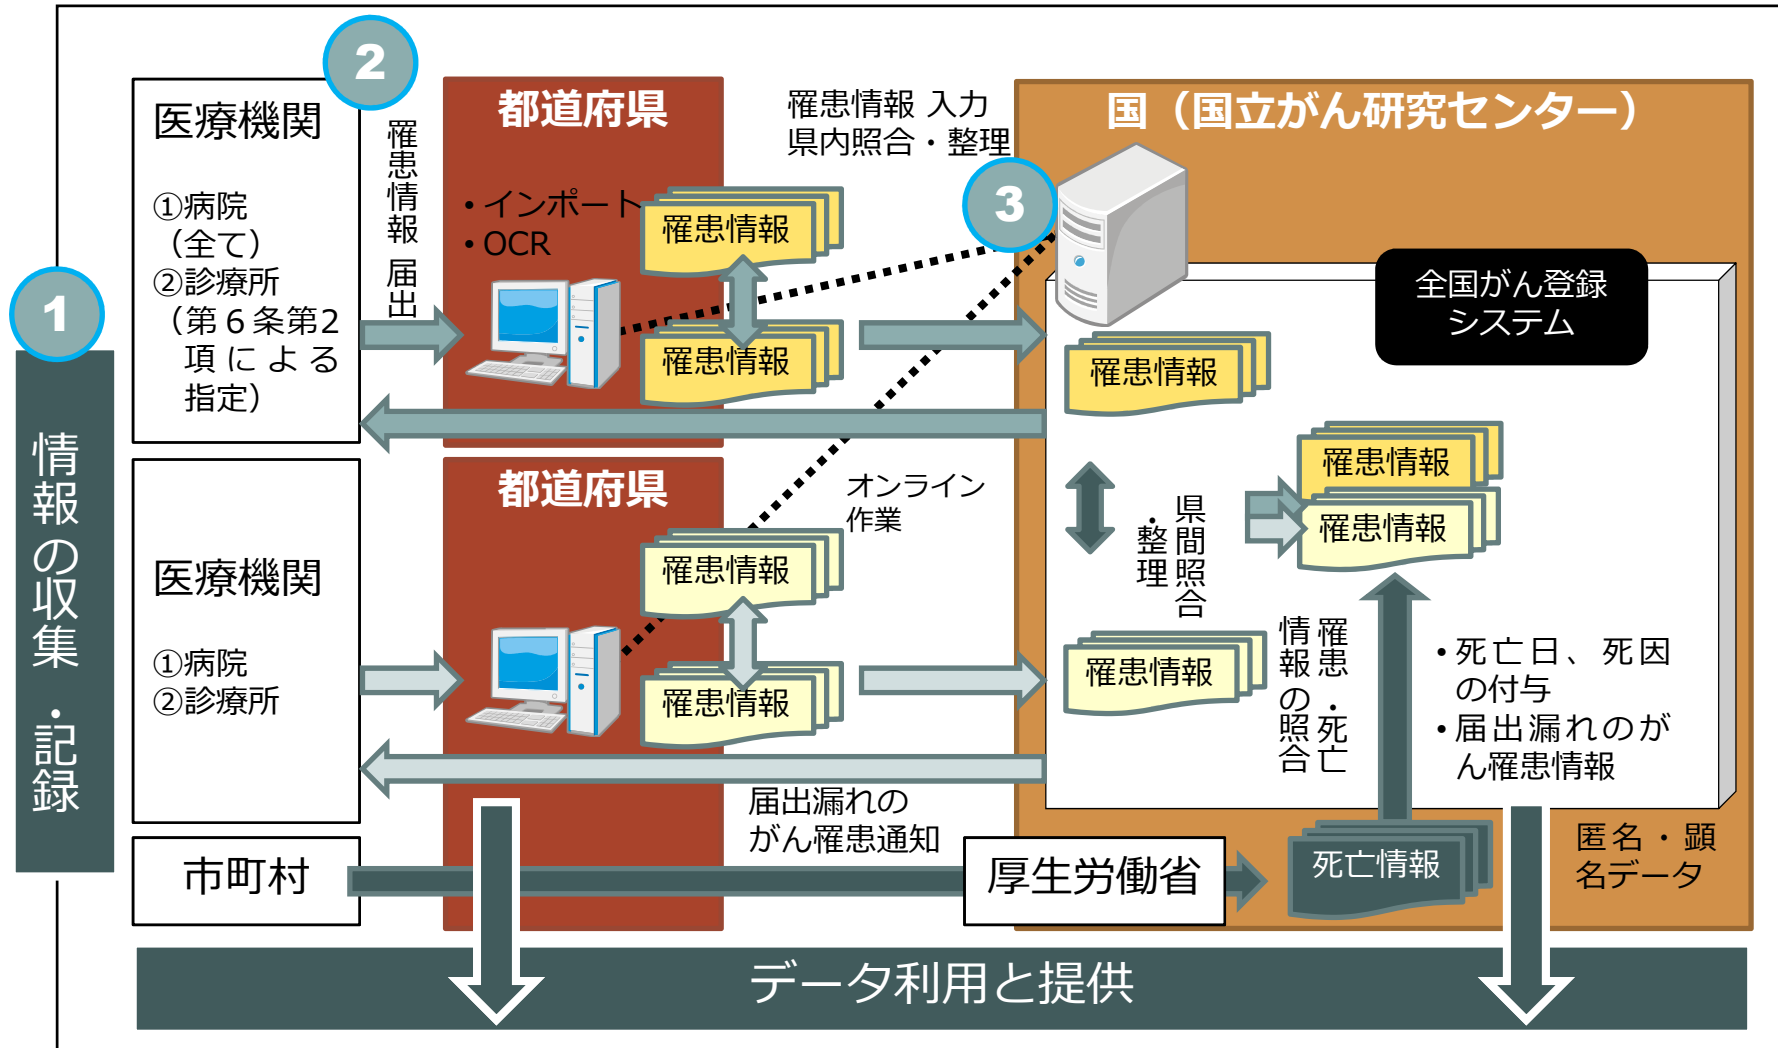 1
情報の収集・記録
2
医療機関
①病院
（全て）
②診療所
（第６条第2
項による
指定）
罹患情報 届出
都道府県
• インポート
• OCR
罹患情報
罹患情報
罹患情報 入力
県内照合・整理
3
国（国立がん研究センター）
全国がん登録
システム
罹患情報
医療機関
①病院
②診療所
都道府県
罹患情報
罹患情報
オンライン
作業
県間照合
・整理
罹患情報
罹患情報
罹患情報
罹患・死亡
情報の照合
• 死亡日、死因
の付与
• 届出漏れのが
ん罹患情報
届出漏れの
がん罹患通知
市町村
厚生労働省
死亡情報
匿名・顕
名データ
データ利用と提供